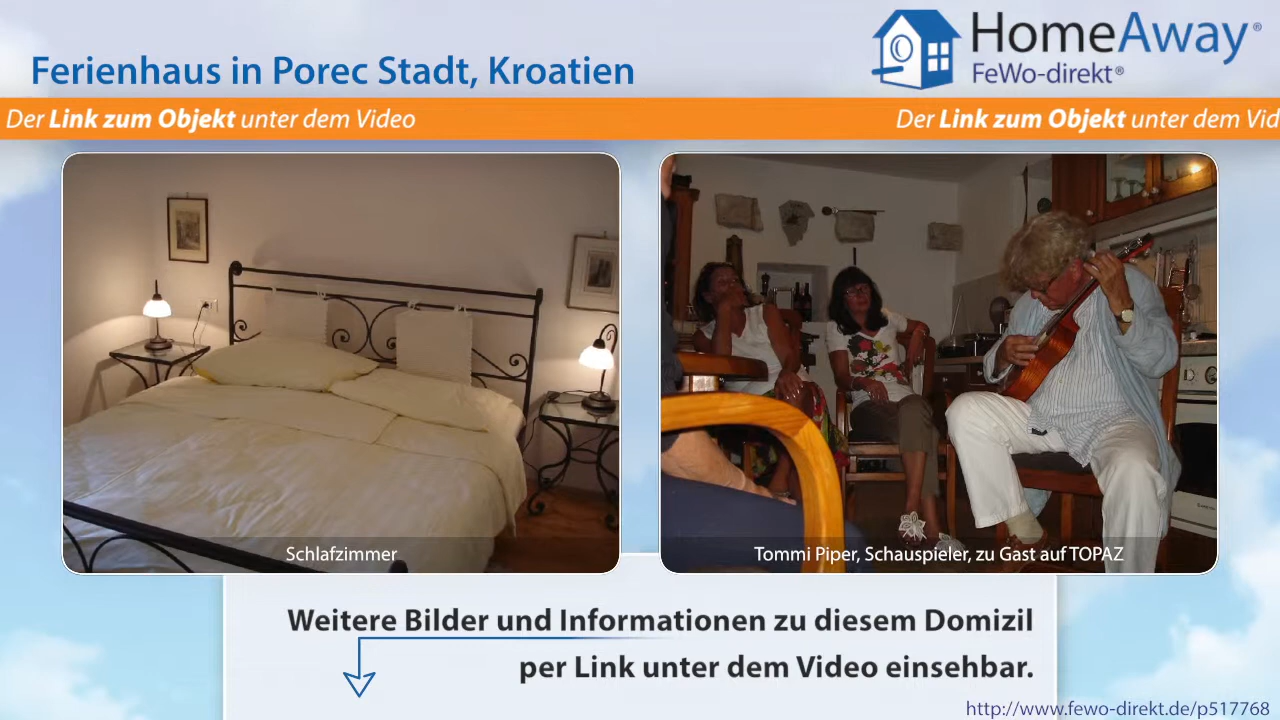 Ferienhaus in Porec Stadt, Kroatien
HomeAway®
FeWo-direkt®
Der Link zum Objekt unter dem Video
Der Link zum Objekt unter dem Vid
Schlafzimmer
Tommi Piper, Schauspieler, zu Gast auf TOPAZ
Weitere Bilder und Informationen zu diesem Domizil
per Link unter dem Video einsehbar.
http://www.fewo-direkt.de/p517768